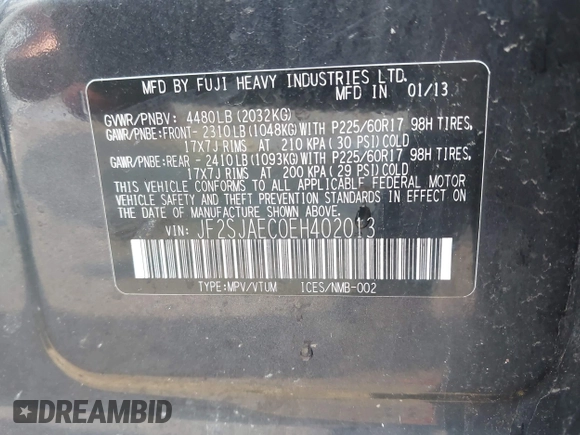 MFD BY FUJI HEAVY INDUSTRIES LTD.
MFD IN 01/13
GVWR/PNBV: 4480LB(2032KG)
GAWR/PNBE:FRONT-2310LB(1048KG)WITH P225/60R17 98H TIRES,
17X7J RIMS AT 210 KPA( 30 PSI)COLD
GAWR/PNBE:REAR - 2410LB(1093KG)WITH P225/60R17 98H TIRES,
17X7J RIMS AT 200 KPA( 29 PSI)COLD
THIS VEHICLE CONFORMS TO ALL APPLICABLE FEDERAL MOTOR
VEHICLE SAFETY AND THEFT PREVENTION STANDARDS IN EFFECT
ON THE DATE OF MANUFACTURE SHOWN ABOVE.
VIN: JF2SJAEC0EH402013
TYPE:MPV/VTUM ICES/NMB-002
DREAMBID